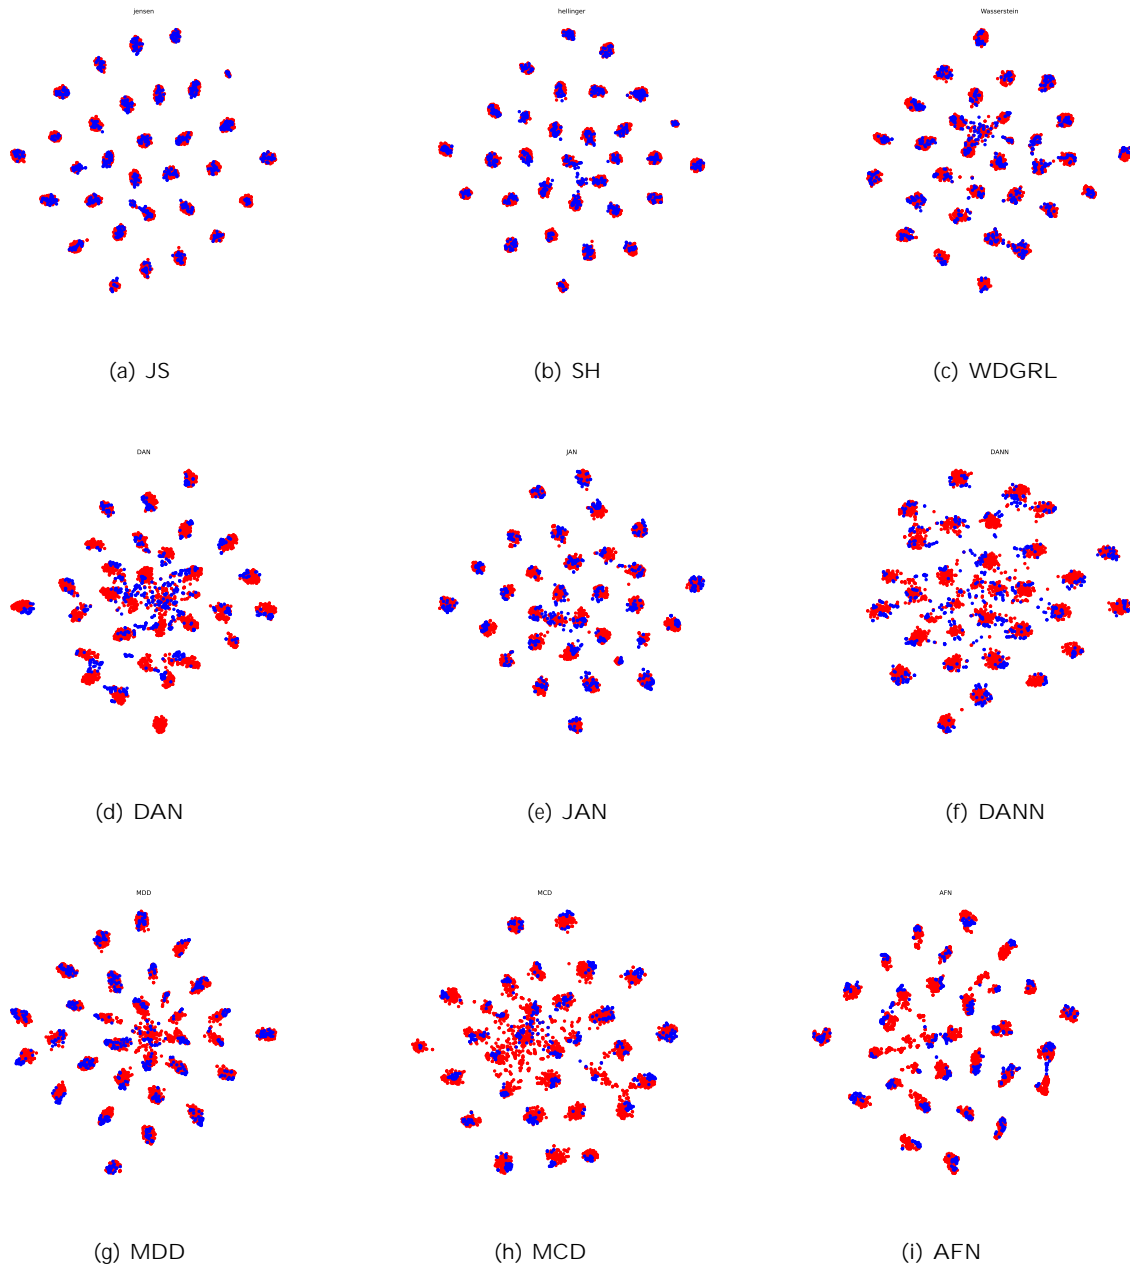 jensen
hellinger
Wasserstein
(a) JS
(b) SH
(c) WDGRL
DAN
JAN
DANN
(d) DAN
(e) JAN
(f) DANN
MDD
MCD
AFN
(g) MDD
(h) MCD
(i) AFN